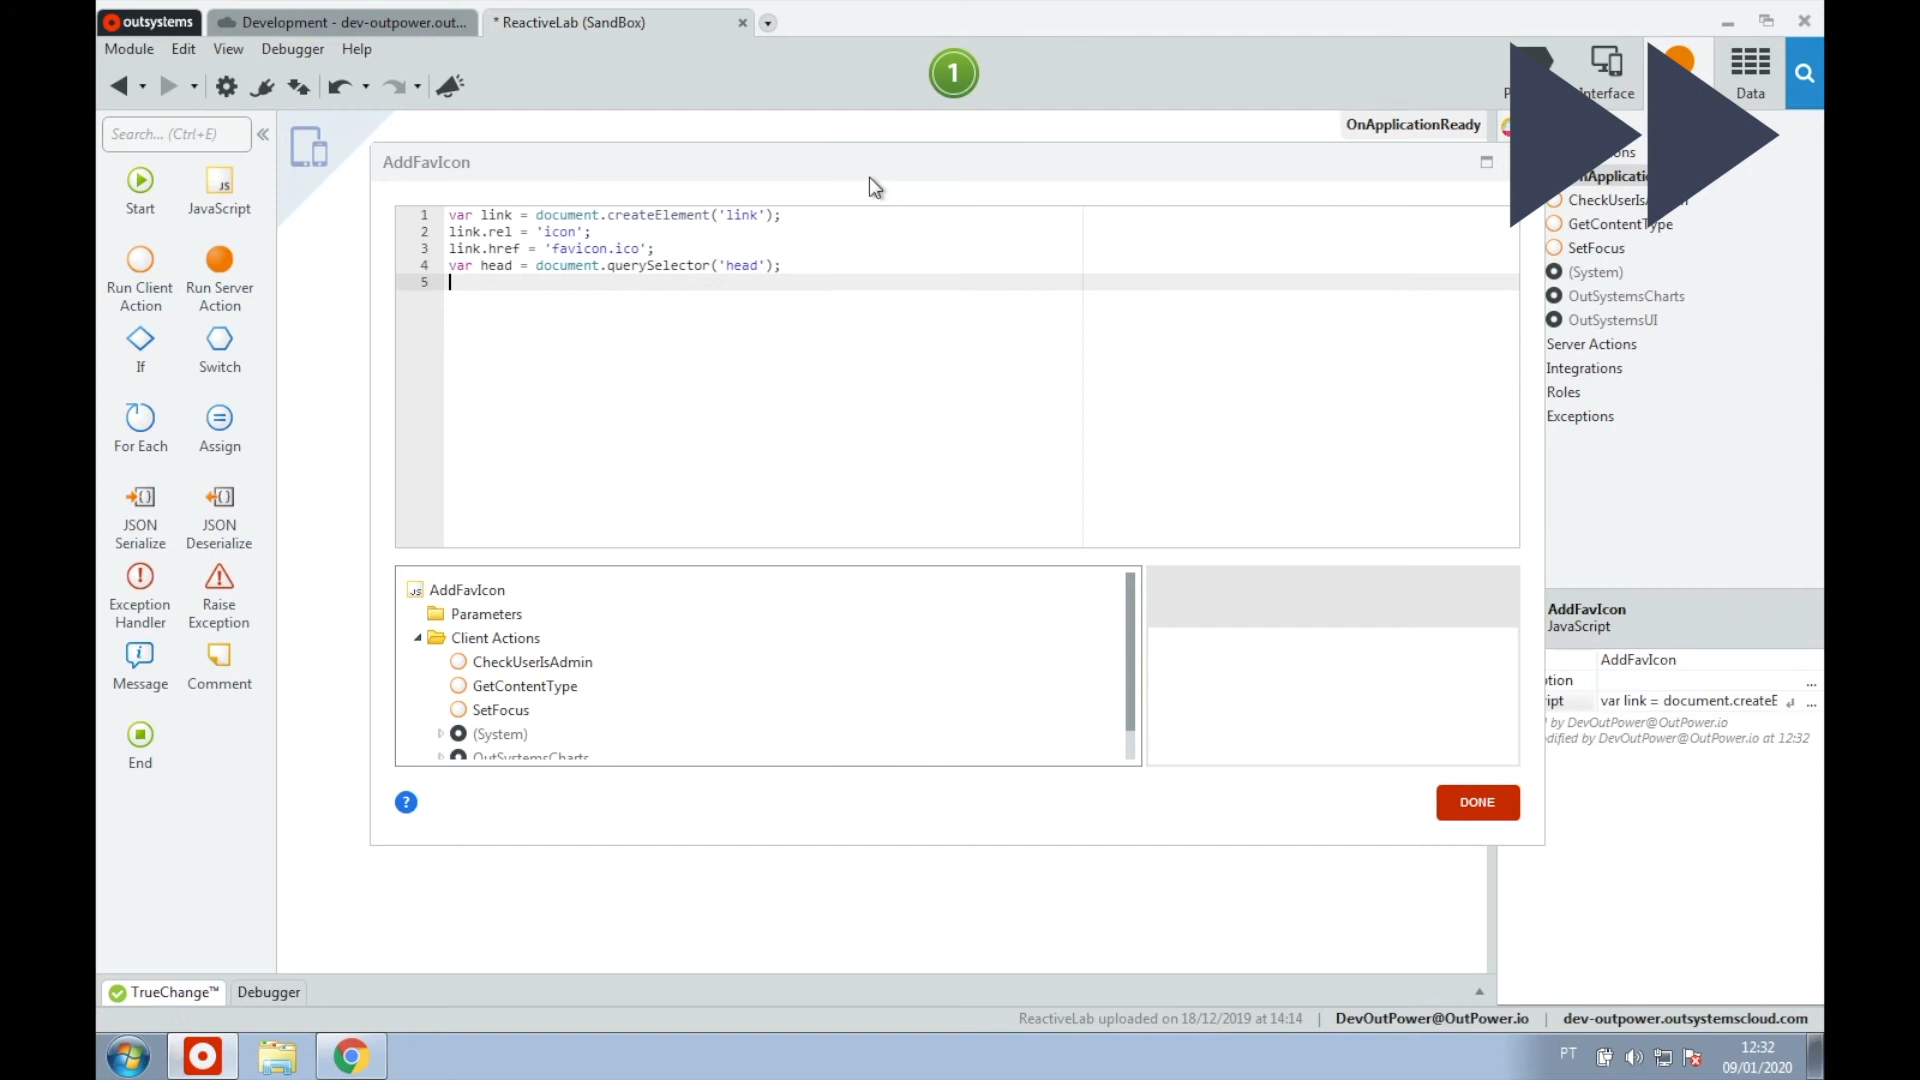 outsystems
Development - dev-outpower.out...
* ReactiveLab (SandBox)
Module Edit View Debugger Help
1
Interface
Data
Search... (Ctrl+E)
OnApplicationReady
AddFavIcon
Start
JavaScript
Run Client Action
Run Server Action
If
Switch
For Each
Assign
JSON Serialize
JSON Deserialize
Exception Handler
Raise Exception
Message
Comment
End
1 var link = document.createElement('link');
2 link.rel = 'icon';
3 link.href = 'favicon.ico';
4 var head = document.querySelector('head');
5
AddFavIcon
Parameters
Client Actions
CheckUserIsAdmin
GetContentType
SetFocus
(System)
OutSystemsCharts
?
DONE
GetContentType
SetFocus
(System)
OutSystemsCharts
OutSystemsUI
Server Actions
Integrations
Roles
Exceptions
AddFavIcon
JavaScript
AddFavIcon
ption ...
ipt var link = document.createE ...
by DevOutPower@OutPower.io
dified by DevOutPower@OutPower.io at 12:32
TrueChange™
Debugger
ReactiveLab uploaded on 18/12/2019 at 14:14 | DevOutPower@OutPower.io | dev-outpower.outsystemscloud.com
PT
12:32
09/01/2020